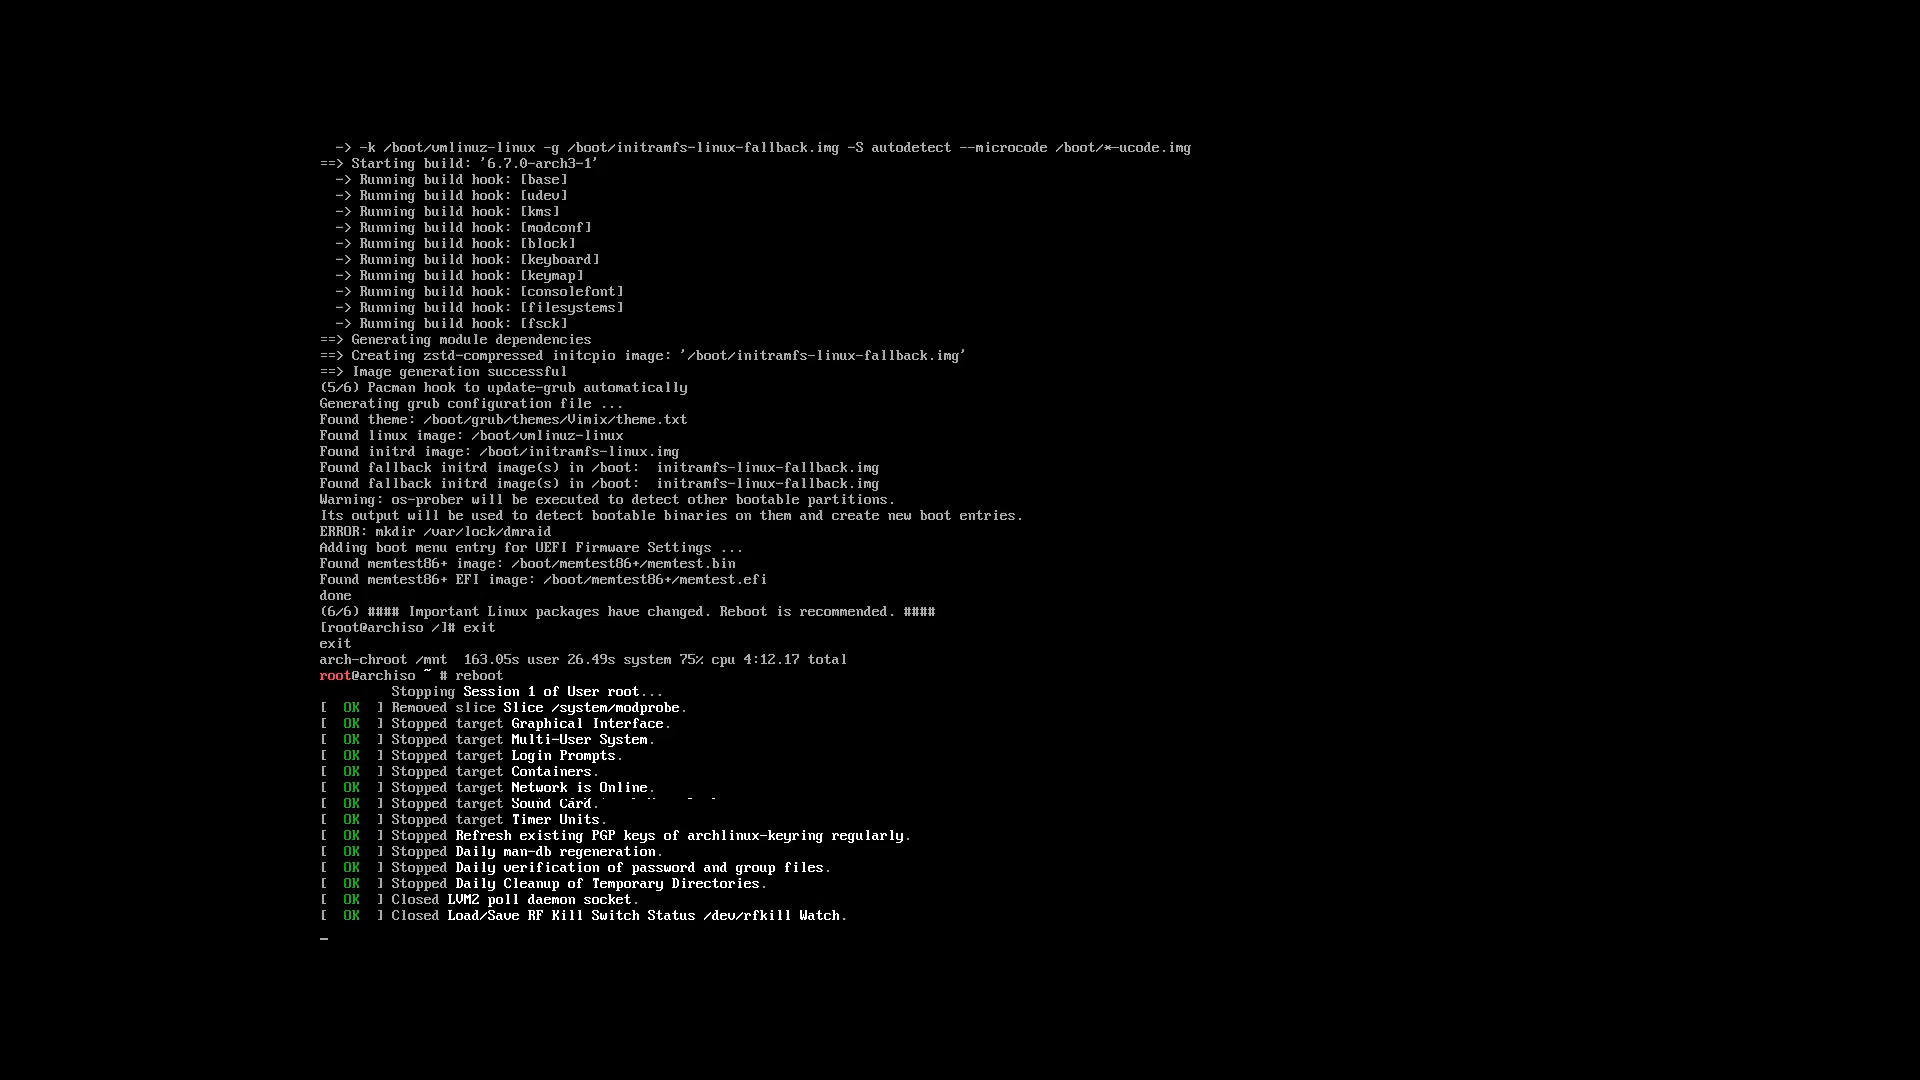 -> -k /boot/vmlinuz-linux -g /boot/initramfs-linux-fallback.img -S autodetect --microcode /boot/*-ucode.img
==> Starting build: '6.7.0-arch3-1'
-> Running build hook: [base]
-> Running build hook: [udev]
-> Running build hook: [kms]
-> Running build hook: [modconf]
-> Running build hook: [block]
-> Running build hook: [keyboard]
-> Running build hook: [keymap]
-> Running build hook: [consolefont]
-> Running build hook: [filesystems]
-> Running build hook: [fsck]
==> Generating module dependencies
==> Creating zstd-compressed initcpio image: '/boot/initramfs-linux-fallback.img'
==> Image generation successful
(5/6) Pacman hook to update-grub automatically
Generating grub configuration file ...
Found theme: /boot/grub/themes/Vimix/theme.txt
Found linux image: /boot/vmlinuz-linux
Found initrd image: /boot/initramfs-linux.img
Found fallback initrd image(s) in /boot:  initramfs-linux-fallback.img
Found fallback initrd image(s) in /boot:  initramfs-linux-fallback.img
Warning: os-prober will be executed to detect other bootable partitions.
Its output will be used to detect bootable binaries on them and create new boot entries.
ERROR: mkdir /var/lock/dmraid
Adding boot menu entry for UEFI Firmware Settings ...
Found memtest86+ image: /boot/memtest86+/memtest.bin
Found memtest86+ EFI image: /boot/memtest86+/memtest.efi
done
(6/6) #### Important Linux packages have changed. Reboot is recommended. ####
[root@archiso /]# exit
exit
arch-chroot /mnt  163.05s user 26.49s system 75% cpu 4:12.17 total
root@archiso ~ # reboot
Stopping Session 1 of User root...
[  OK  ] Removed slice Slice /system/modprobe.
[  OK  ] Stopped target Graphical Interface.
[  OK  ] Stopped target Multi-User System.
[  OK  ] Stopped target Login Prompts.
[  OK  ] Stopped target Containers.
[  OK  ] Stopped target Network is Online.
[  OK  ] Stopped target Sound Card.
[  OK  ] Stopped target Timer Units.
[  OK  ] Stopped Refresh existing PGP keys of archlinux-keyring regularly.
[  OK  ] Stopped Daily man-db regeneration.
[  OK  ] Stopped Daily verification of password and group files.
[  OK  ] Stopped Daily Cleanup of Temporary Directories.
[  OK  ] Closed LVM2 poll daemon socket.
[  OK  ] Closed Load/Save RF Kill Switch Status /dev/rfkill Watch.